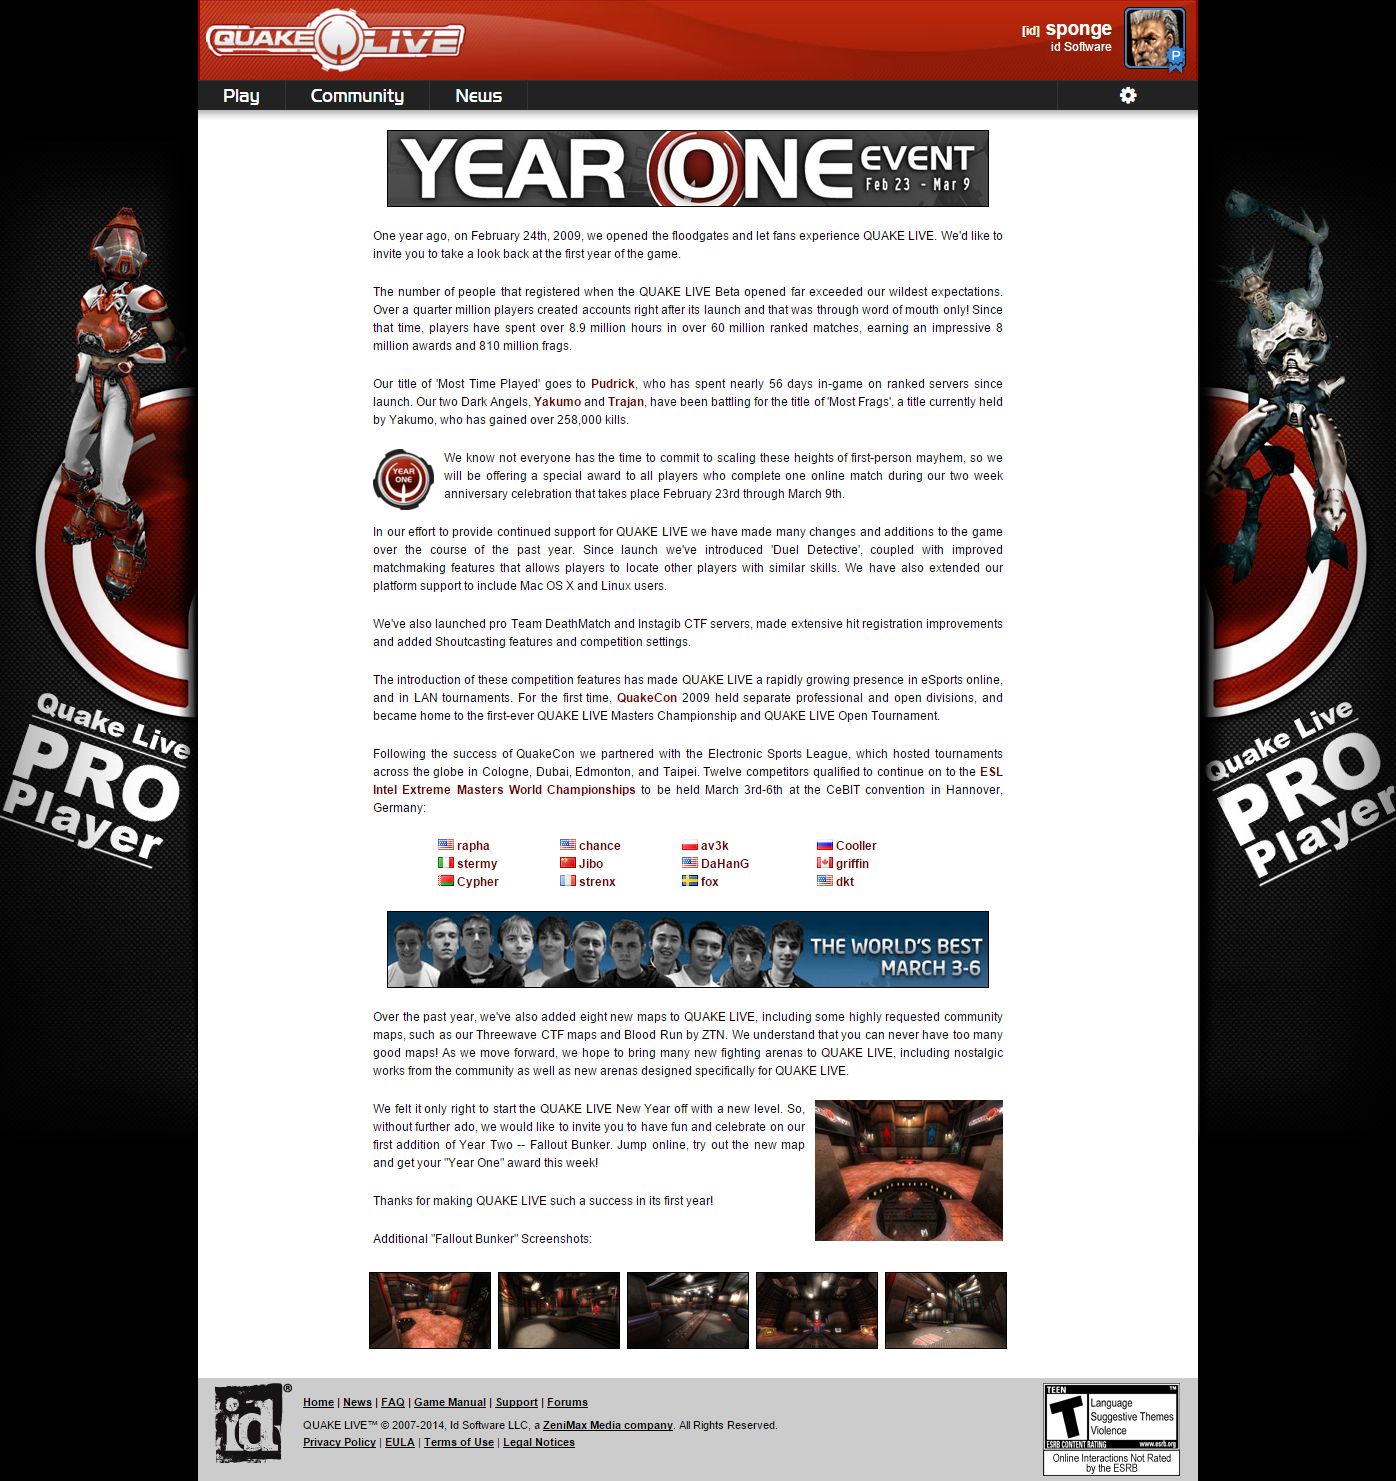 QUAKE LIVE
[id] sponge
id Software
P
Play Community News
YEAR ONE EVENT
Feb 23 - Mar 9
One year ago, on February 24th, 2009, we opened the floodgates and let fans experience QUAKE LIVE. We'd like to
invite you to take a look back at the first year of the game.
The number of people that registered when the QUAKE LIVE Beta opened far exceeded our wildest expectations.
Over a quarter million players created accounts right after its launch and that was through word of mouth only! Since
that time, players have spent over 8.9 million hours in over 60 million ranked matches, earning an impressive 8
million awards and 810 million frags.
Our title of 'Most Time Played' goes to Pudrick, who has spent nearly 56 days in-game on ranked servers since
launch. Our two Dark Angels, Yakumo and Trajan, have been battling for the title of 'Most Frags', a title currently held
by Yakumo, who has gained over 258,000 kills.
YEAR
ONE
We know not everyone has the time to commit to scaling these heights of first-person mayhem, so we
will be offering a special award to all players who complete one online match during our two week
anniversary celebration that takes place February 23rd through March 9th.
In our effort to provide continued support for QUAKE LIVE we have made many changes and additions to the game
over the course of the past year. Since launch we've introduced 'Duel Detective', coupled with improved
matchmaking features that allows players to locate other players with similar skills. We have also extended our
platform support to include Mac OS X and Linux users.
We've also launched pro Team DeathMatch and Instagib CTF servers, made extensive hit registration improvements
and added Shoutcasting features and competition settings.
The introduction of these competition features has made QUAKE LIVE a rapidly growing presence in eSports online,
and in LAN tournaments. For the first time, QuakeCon 2009 held separate professional and open divisions, and
became home to the first-ever QUAKE LIVE Masters Championship and QUAKE LIVE Open Tournament.
Following the success of QuakeCon we partnered with the Electronic Sports League, which hosted tournaments
across the globe in Cologne, Dubai, Edmonton, and Taipei. Twelve competitors qualified to continue on to the ESL
Intel Extreme Masters World Championships to be held March 3rd-6th at the CeBIT convention in Hannover,
Germany:
rapha chance av3k Cooller
stermy Jibo DaHanG griffin
Cypher strenx fox dkt
THE WORLD'S BEST
MARCH 3-6
Over the past year, we've also added eight new maps to QUAKE LIVE, including some highly requested community
maps, such as our Threewave CTF maps and Blood Run by ZTN. We understand that you can never have too many
good maps! As we move forward, we hope to bring many new fighting arenas to QUAKE LIVE, including nostalgic
works from the community as well as new arenas designed specifically for QUAKE LIVE.
We felt it only right to start the QUAKE LIVE New Year off with a new level. So,
without further ado, we would like to invite you to have fun and celebrate on our
first addition of Year Two -- Fallout Bunker. Jump online, try out the new map
and get your "Year One" award this week!
Thanks for making QUAKE LIVE such a success in its first year!
Additional "Fallout Bunker" Screenshots:
Quake Live
PRO
Player
Quake Live
PRO
Player
id ®
Home | News | FAQ | Game Manual | Support | Forums
QUAKE LIVE™ © 2007-2014, Id Software LLC, a ZeniMax Media company. All Rights Reserved.
Privacy Policy | EULA | Terms of Use | Legal Notices
TEEN ™
T
Language
Suggestive Themes
Violence
ESRB CONTENT RATING www.esrb.org
Online Interactions Not Rated
by the ESRB